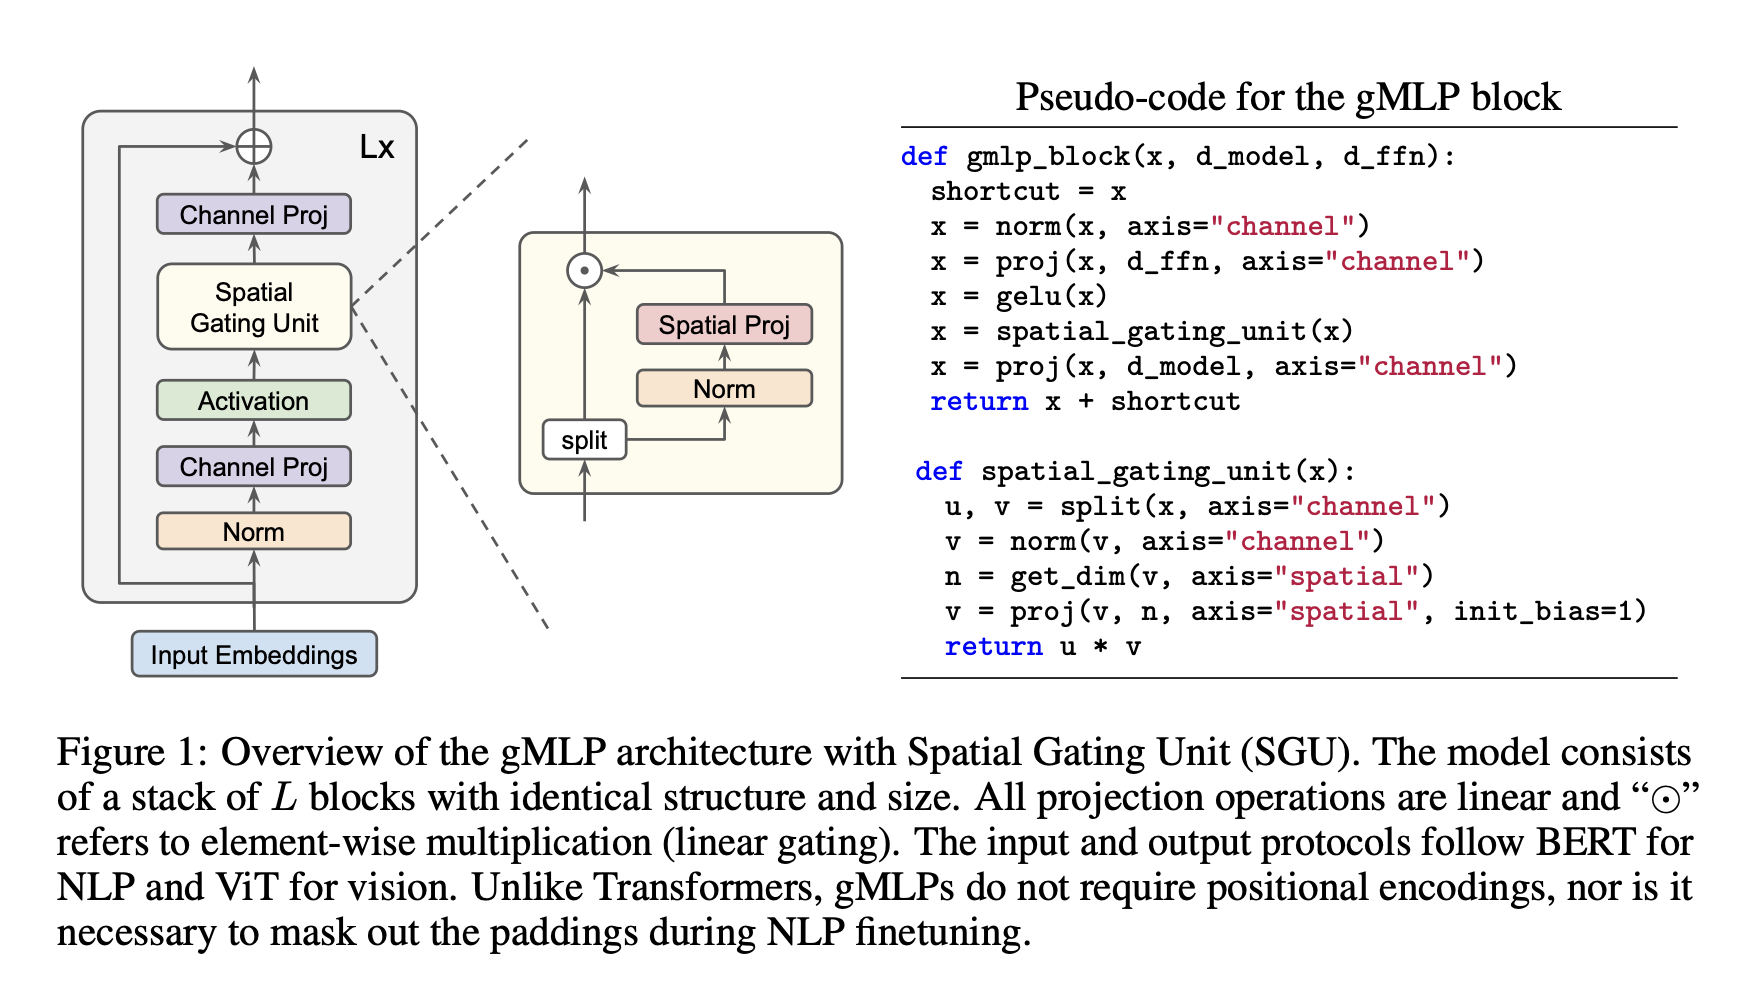 Lx
Channel Proj
Spatial
Gating Unit
Activation
Channel Proj
Norm
Input Embeddings
Spatial Proj
Norm
split
Pseudo-code for the gMLP block
def gmlp_block(x, d_model, d_ffn):
shortcut = x
x = norm(x, axis="channel")
x = proj(x, d_ffn, axis="channel")
x = gelu(x)
x = spatial_gating_unit(x)
x = proj(x, d_model, axis="channel")
return x + shortcut
def spatial_gating_unit(x):
u, v = split(x, axis="channel")
v = norm(v, axis="channel")
n = get_dim(v, axis="spatial")
v = proj(v, n, axis="spatial", init_bias=1)
return u * v
Figure 1: Overview of the gMLP architecture with Spatial Gating Unit (SGU). The model consists
of a stack of L blocks with identical structure and size. All projection operations are linear and “⊙”
refers to element-wise multiplication (linear gating). The input and output protocols follow BERT for
NLP and ViT for vision. Unlike Transformers, gMLPs do not require positional encodings, nor is it
necessary to mask out the paddings during NLP finetuning.